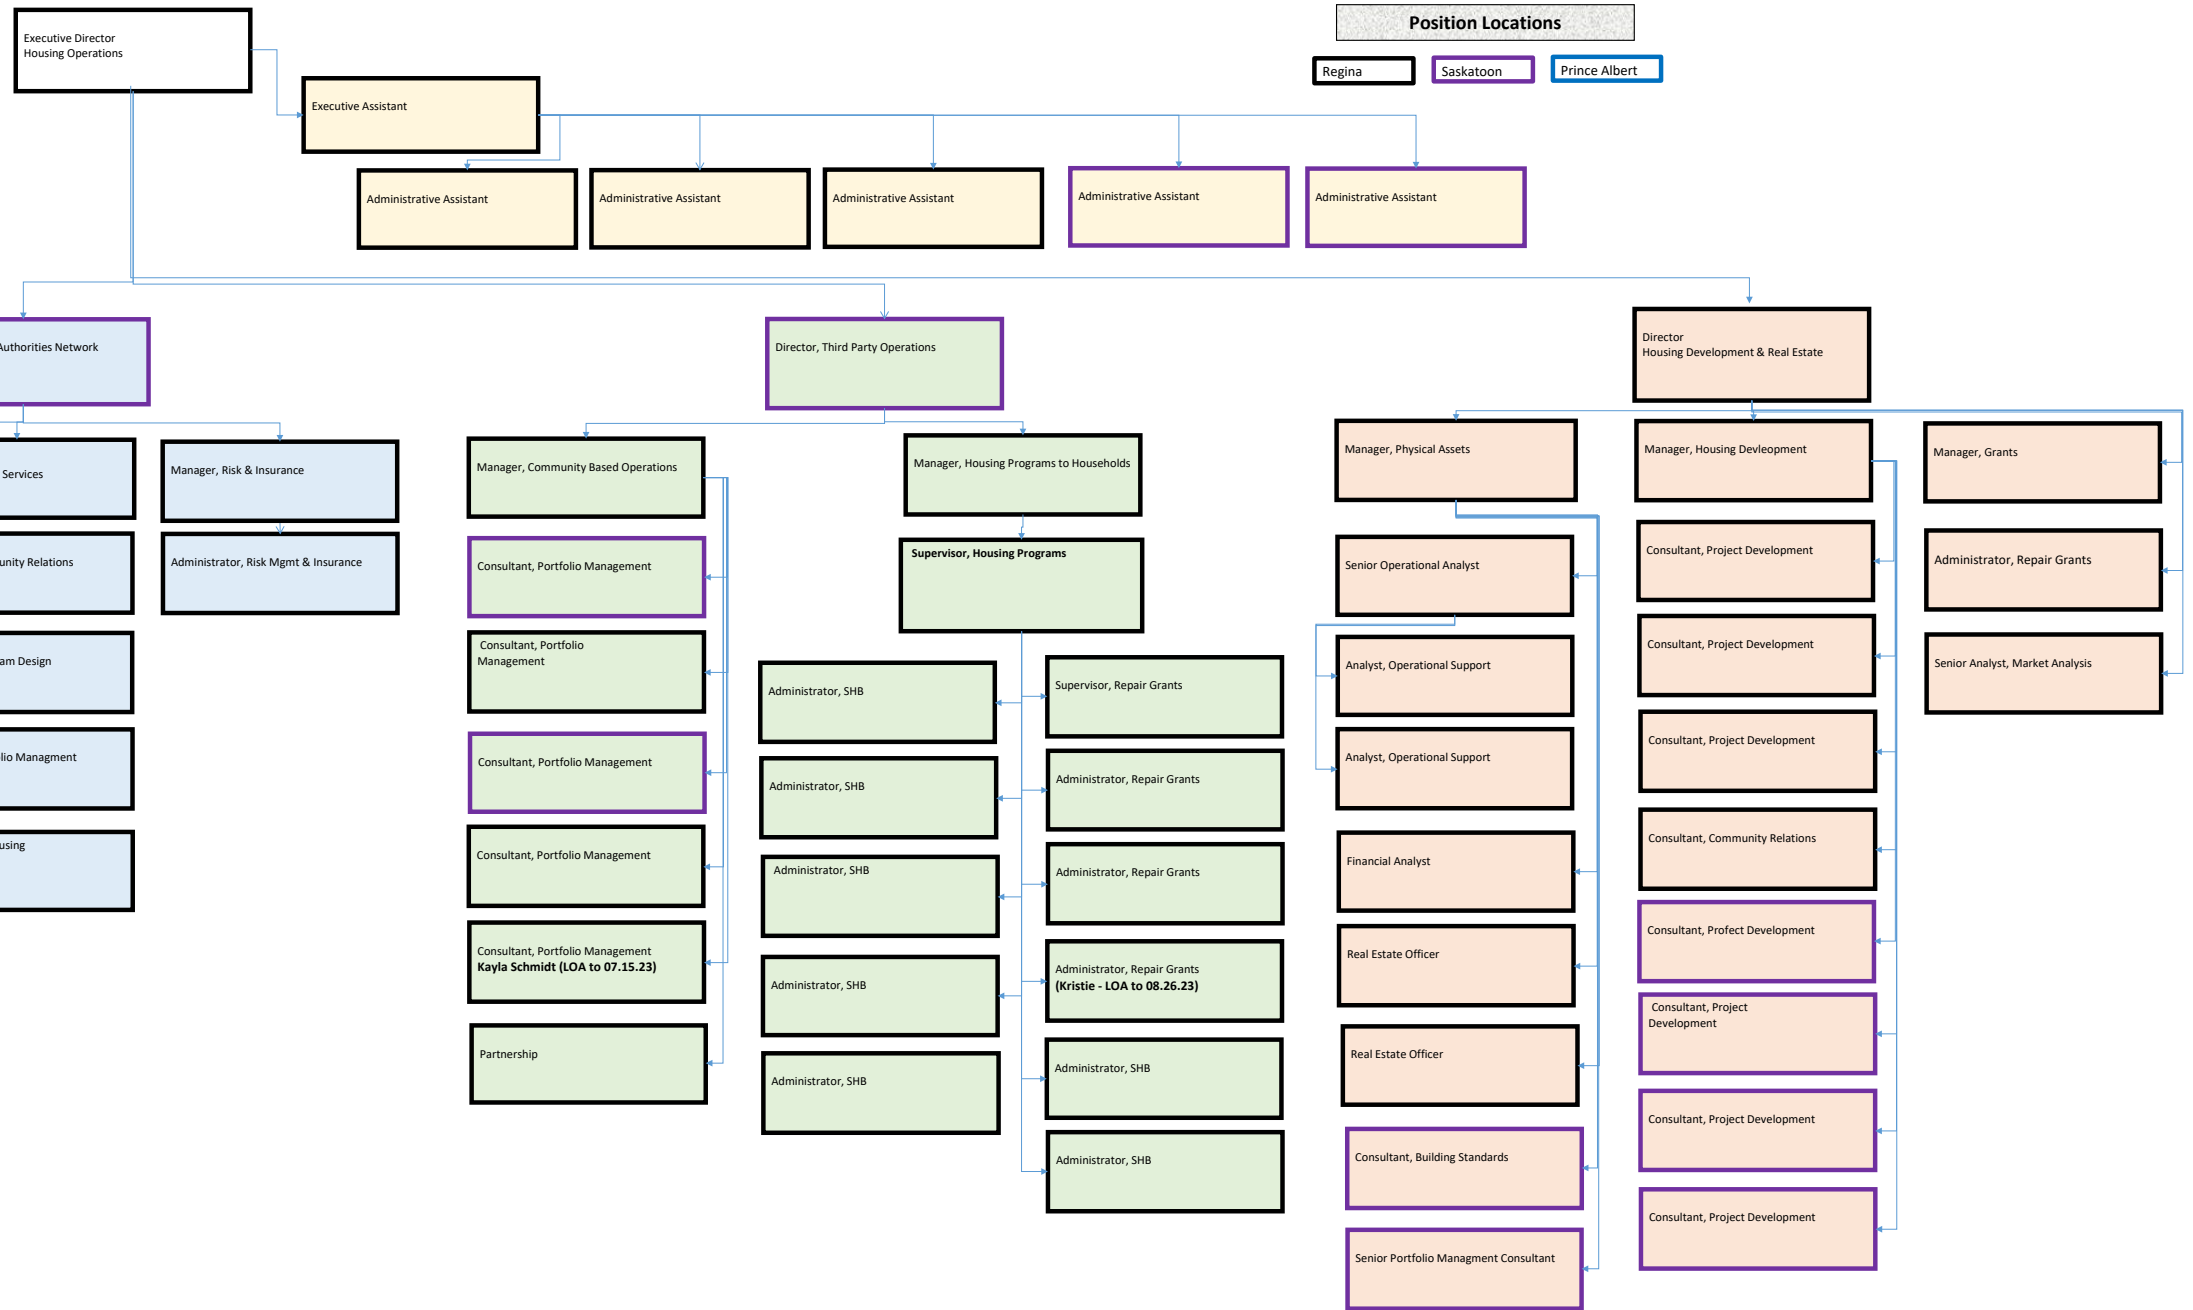 Position Locations
Regina
Saskatoon
Prince Albert
Executive Director
Housing Operations
Executive Assistant
Administrative Assistant
Administrative Assistant
Administrative Assistant
Administrative Assistant
Administrative Assistant
Authorities Network
Services
Manager, Risk & Insurance
unity Relations
Administrator, Risk Mgmt & Insurance
am Design
lio Managment
using
Director, Third Party Operations
Manager, Community Based Operations
Consultant, Portfolio Management
Consultant, Portfolio
Management
Consultant, Portfolio Management
Consultant, Portfolio Management
Consultant, Portfolio Management
Kayla Schmidt (LOA to 07.15.23)
Partnership
Manager, Housing Programs to Households
Supervisor, Housing Programs
Administrator, SHB
Administrator, SHB
Administrator, SHB
Administrator, SHB
Administrator, SHB
Supervisor, Repair Grants
Administrator, Repair Grants
Administrator, Repair Grants
Administrator, Repair Grants
(Kristie - LOA to 08.26.23)
Administrator, SHB
Administrator, SHB
Director
Housing Development & Real Estate
Manager, Physical Assets
Senior Operational Analyst
Analyst, Operational Support
Analyst, Operational Support
Financial Analyst
Real Estate Officer
Real Estate Officer
Consultant, Building Standards
Senior Portfolio Managment Consultant
Manager, Housing Devleopment
Consultant, Project Development
Consultant, Project Development
Consultant, Project Development
Consultant, Community Relations
Consultant, Profect Development
Consultant, Project
Development
Consultant, Project Development
Consultant, Project Development
Manager, Grants
Administrator, Repair Grants
Senior Analyst, Market Analysis